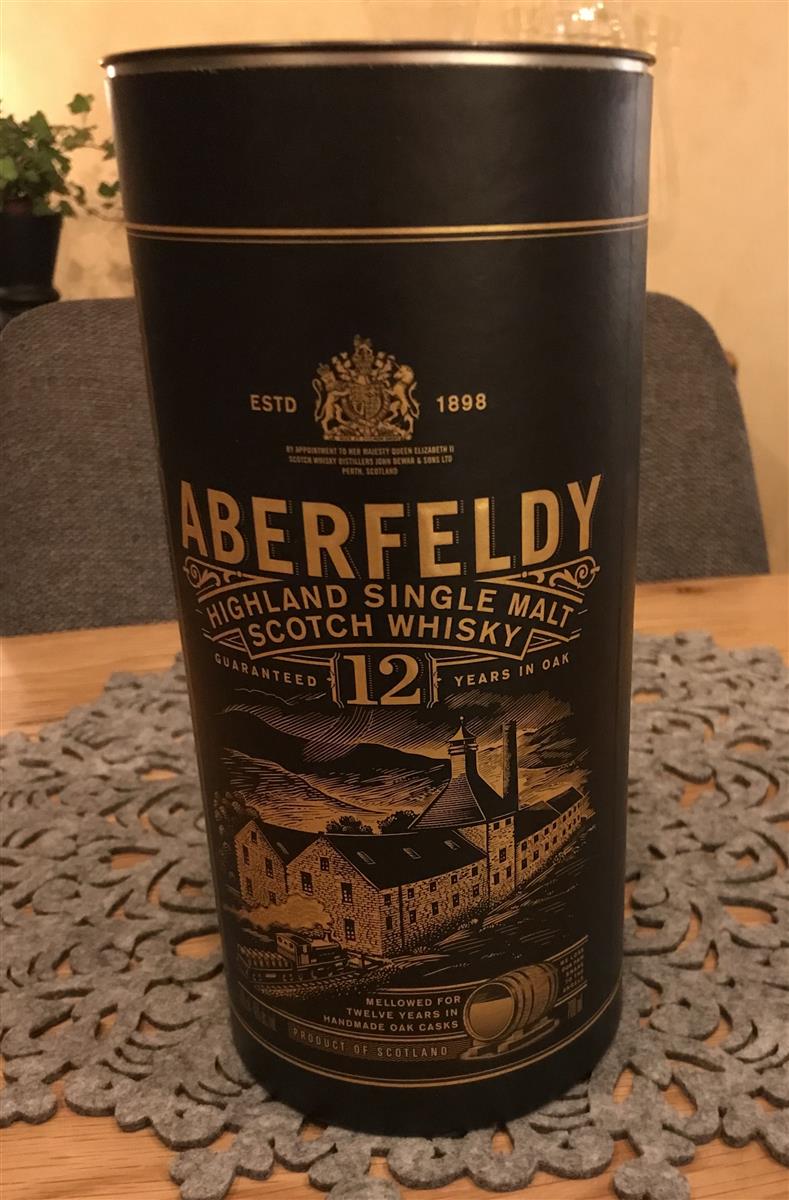 ESTD 1898
BY APPOINTMENT TO HER MAJESTY QUEEN ELIZABETH II
SCOTCH WHISKY DISTILLERS JOHN DEWAR & SONS LTD
PERTH, SCOTLAND
ABERFELDY
HIGHLAND SINGLE MALT
SCOTCH WHISKY
GUARANTEED 12 YEARS IN OAK
MELLOWED FOR
TWELVE YEARS IN
HANDMADE OAK CASKS
PRODUCT OF SCOTLAND